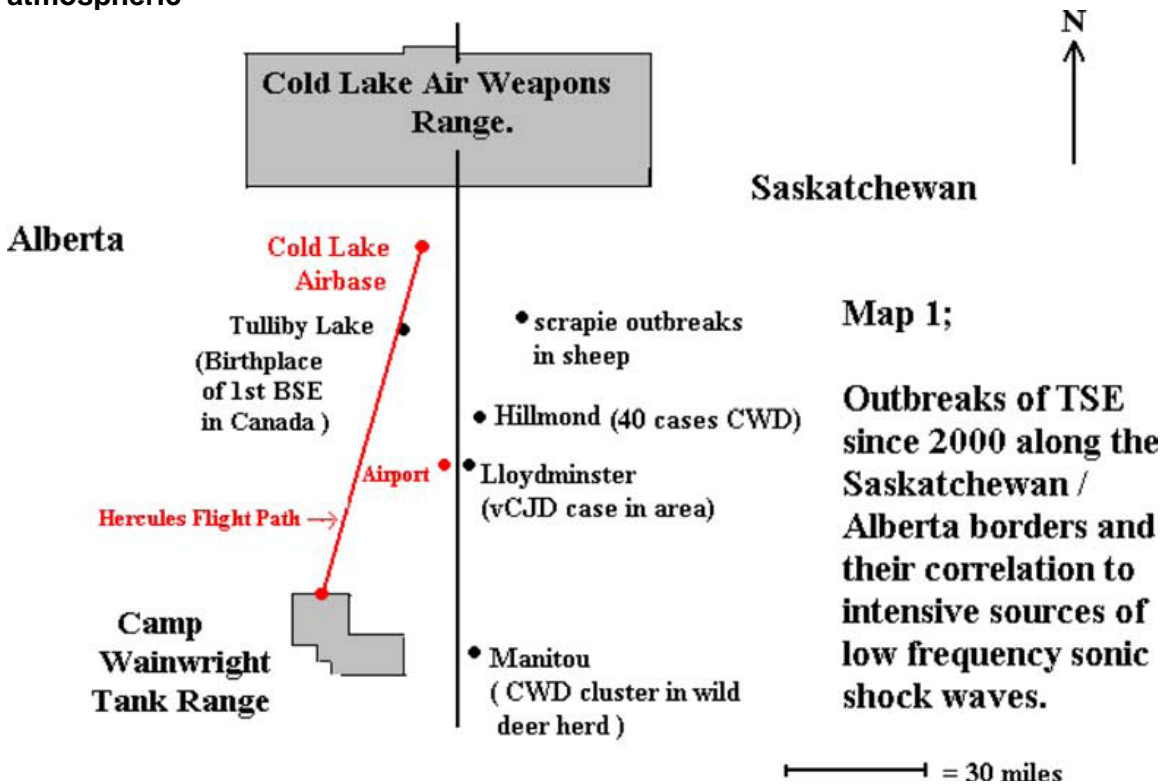 atmospheric
N
Cold Lake Air Weapons
Range.
Saskatchewan
Alberta
Cold Lake
Airbase
Tulliby Lake
(Birthplace
of 1st BSE
in Canada )
scrapie outbreaks
in sheep
Hillmond (40 cases CWD)
Airport
Lloydminster
(vCJD case in area)
Hercules Flight Path
Camp
Wainwright
Tank Range
Manitou
( CWD cluster in wild
deer herd )
Map 1;
Outbreaks of TSE
since 2000 along the
Saskatchewan /
Alberta borders and
their correlation to
intensive sources of
low frequency sonic
shock waves.
= 30 miles